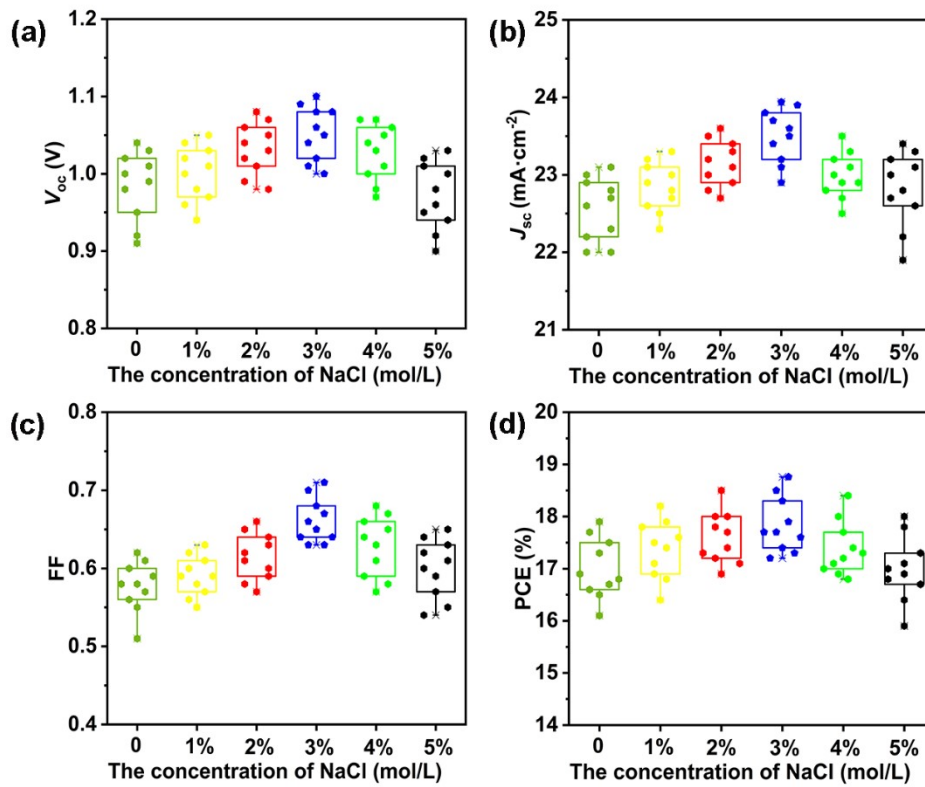 (a)
1.2
1.1
1.0
0.9
0.8
V_oc (V)
0 1% 2% 3% 4% 5%
The concentration of NaCl (mol/L)
(b)
25
24
23
22
21
J_sc (mA·cm⁻²)
0 1% 2% 3% 4% 5%
The concentration of NaCl (mol/L)
(c)
0.8
0.7
0.6
0.5
0.4
FF
0 1% 2% 3% 4% 5%
The concentration of NaCl (mol/L)
(d)
20
19
18
17
16
15
14
PCE (%)
0 1% 2% 3% 4% 5%
The concentration of NaCl (mol/L)